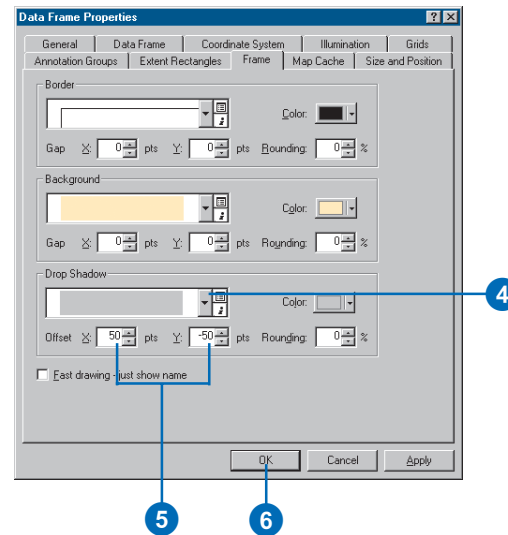 Data Frame Properties
General Data Frame Coordinate System Illumination Grids
Annotation Groups Extent Rectangles Frame Map Cache Size and Position
Border
Color:
Gap X: 0 pts Y: 0 pts Rounding: 0 %
Background
Color:
Gap X: 0 pts Y: 0 pts Rounding: 0 %
Drop Shadow
4
Color:
Offset X: 50 pts Y: -50 pts Rounding: 0 %
Fast drawing - just show name
OK Cancel Apply
5 6